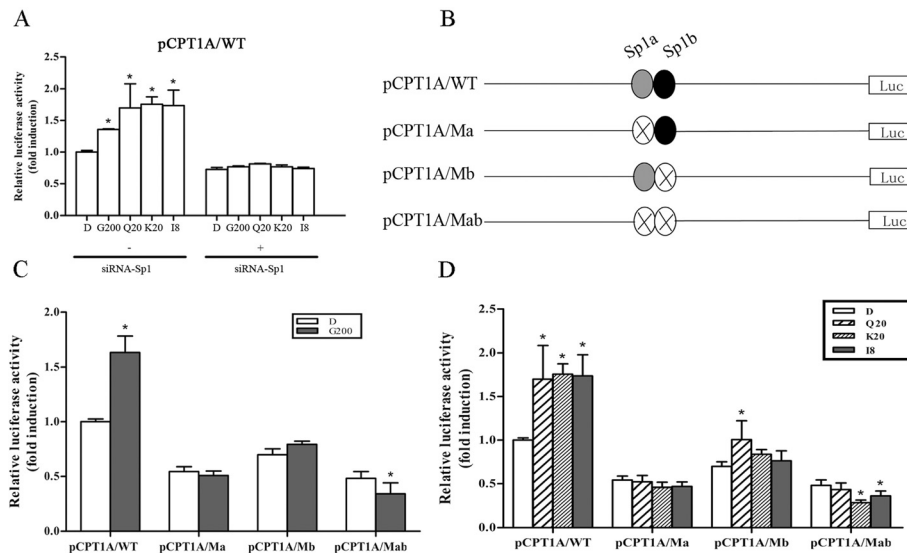 A
pCPT1A/WT
Relative luciferase activity
(fold induction)
2.5
2.0
1.5
1.0
0.5
0.0
* * * *
D G200 Q20 K20 I8 D G200 Q20 K20 I8
- +
siRNA-Sp1 siRNA-Sp1
B
Sp1a Sp1b
pCPT1A/WT Luc
pCPT1A/Ma Luc
pCPT1A/Mb Luc
pCPT1A/Mab Luc
C
Relative luciferase activity
(fold induction)
2.0
1.5
1.0
0.5
0.0
D
G200
* *
pCPT1A/WT pCPT1A/Ma pCPT1A/Mb pCPT1A/Mab
D
Relative luciferase activity
(fold induction)
2.5
2.0
1.5
1.0
0.5
0.0
D
Q20
K20
I8
* * * * * *
pCPT1A/WT pCPT1A/Ma pCPT1A/Mb pCPT1A/Mab